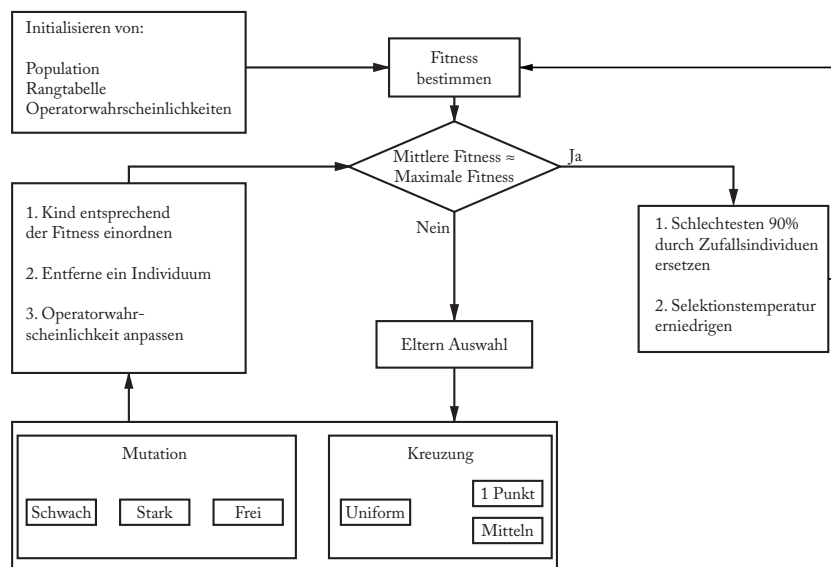 Initialisieren von:
Population
Rangtabelle
Operatorwahrscheinlichkeiten
Fitness
bestimmen
Mittlere Fitness ≈
Maximale Fitness
Ja
Nein
1. Kind entsprechend
der Fitness einordnen
2. Entferne ein Individuum
3. Operatorwahr-
scheinlichkeit anpassen
1. Schlechtesten 90%
durch Zufallsindividuen
ersetzen
2. Selektionstemperatur
erniedrigen
Eltern Auswahl
Mutation
Schwach
Stark
Frei
Kreuzung
Uniform
1 Punkt
Mitteln